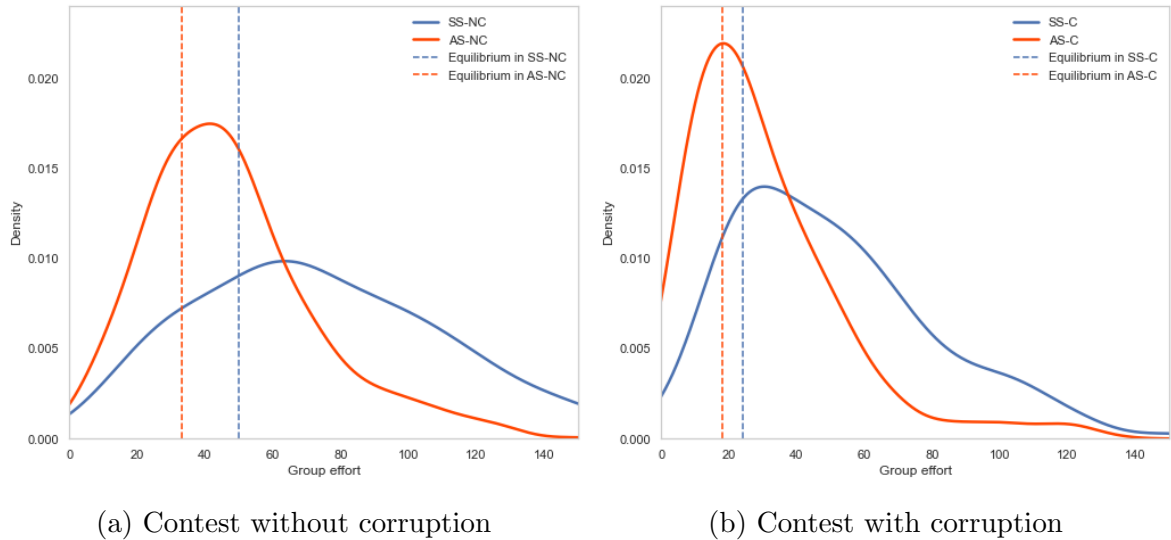 SS-NC
AS-NC
Equilibrium in SS-NC
Equilibrium in AS-NC
0.020
0.015
0.010
0.005
0.000
Density
0 20 40 60 80 100 120 140
Group effort
(a) Contest without corruption
SS-C
AS-C
Equilibrium in SS-C
Equilibrium in AS-C
0.020
0.015
0.010
0.005
0.000
Density
0 20 40 60 80 100 120 140
Group effort
(b) Contest with corruption